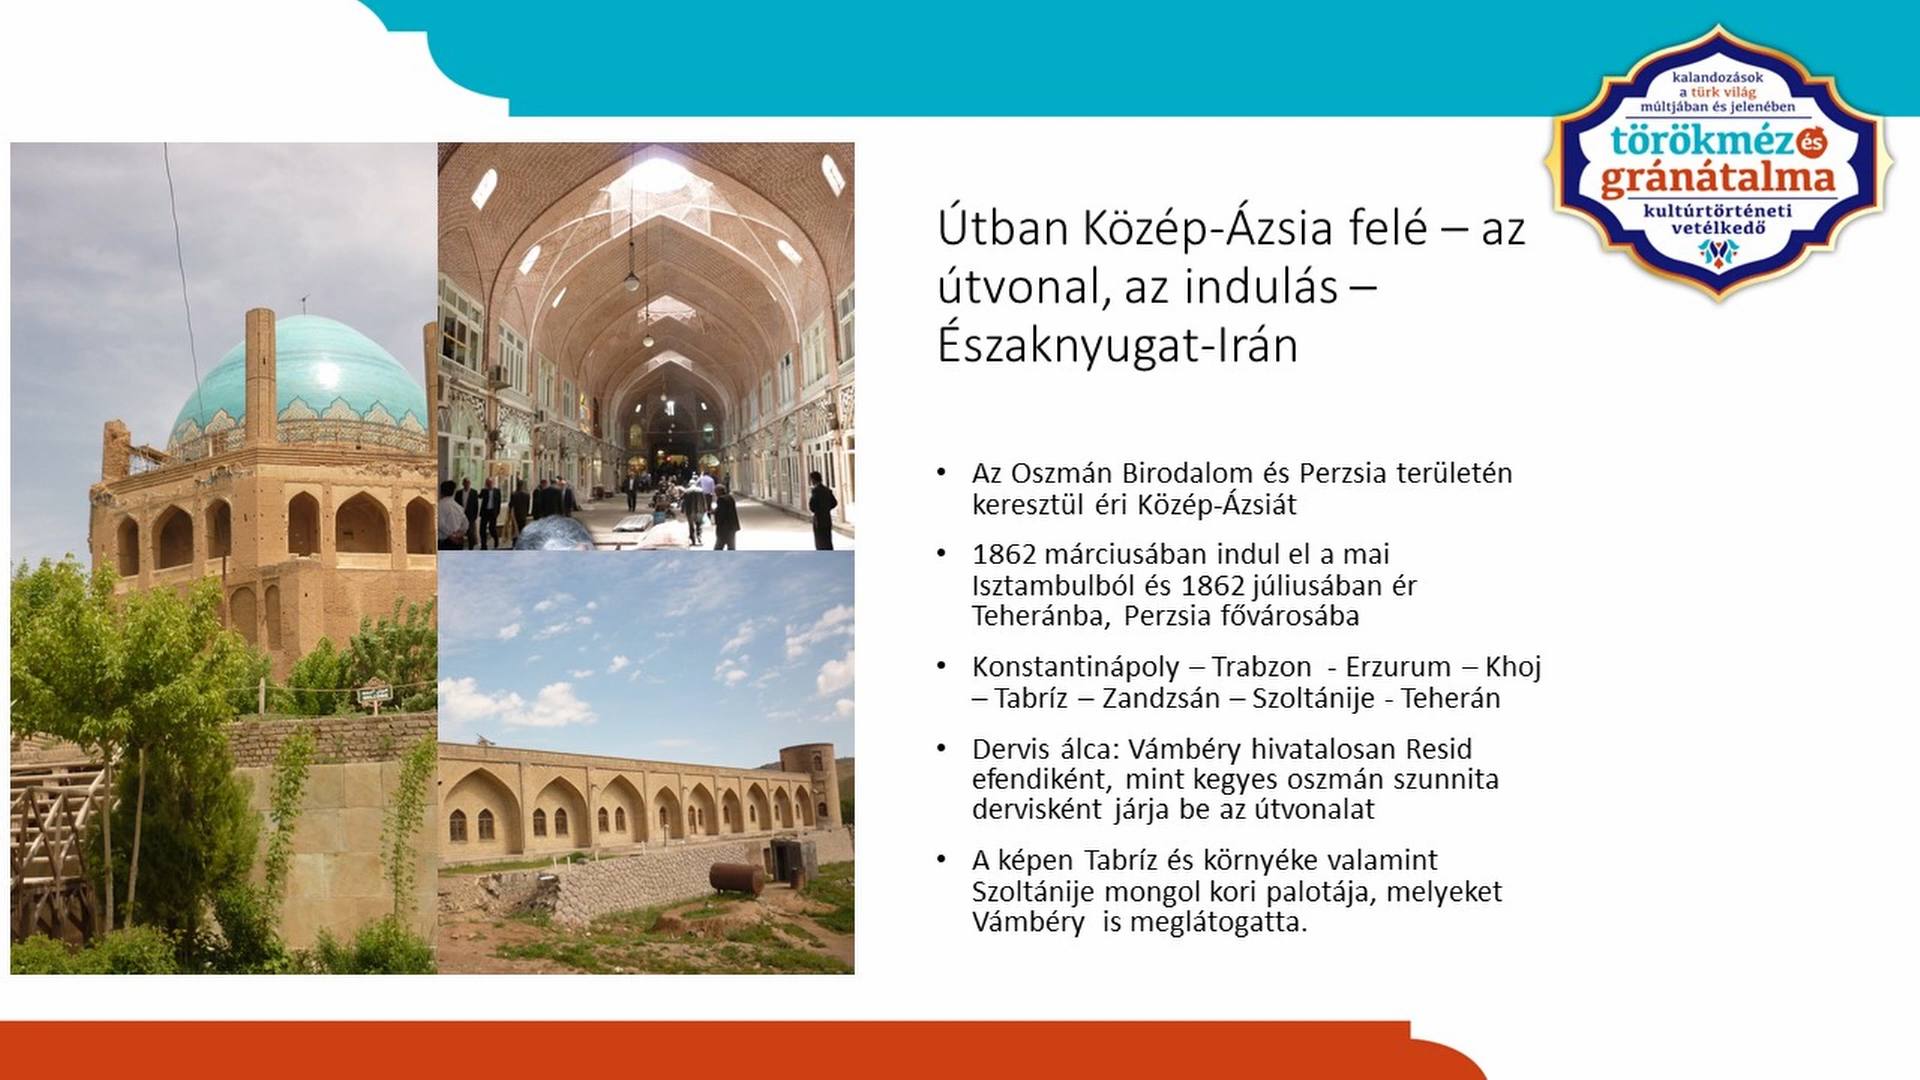 kalandozások
a türk világ
múltjában és jelenében
törökméz és
gránátalma
kultúrtörténeti
vetélkedő
Útban Közép-Ázsia felé – az
útvonal, az indulás –
Északnyugat-Irán
• Az Oszmán Birodalom és Perzsia területén
keresztül éri Közép-Ázsiát
• 1862 márciusában indul el a mai
Isztambulból és 1862 júliusában ér
Teheránba, Perzsia fővárosába
• Konstantinápoly – Trabzon - Erzurum – Khoj
– Tabríz – Zandzsán – Szoltánije - Teherán
• Dervis álca: Vámbéry hivatalosan Resid
efendiként, mint kegyes oszmán szunnita
dervisként járja be az útvonalat
• A képen Tabríz és környéke valamint
Szoltánije mongol kori palotája, melyeket
Vámbéry is meglátogatta.